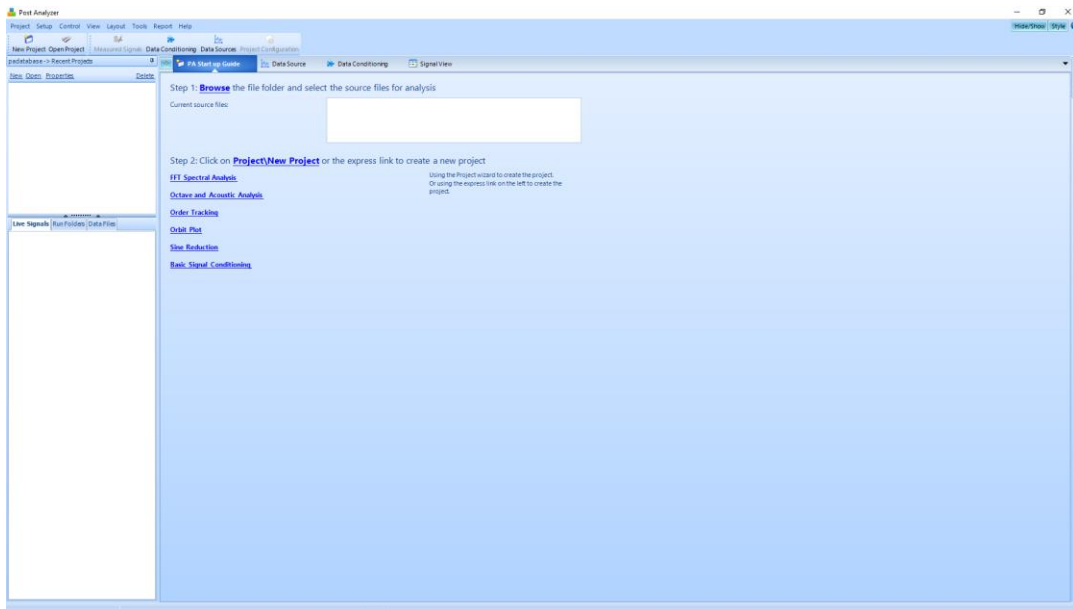 Post Analyzer
Project Setup Control View Layout Tools Report Help
Hide/Show Style
New Project Open Project Measured Signals Data Conditioning Data Sources Project Configuration
padatabase -> Recent Projects
PA Start up Guide Data Source Data Conditioning Signal View
New Open Properties Delete
Step 1: Browse the file folder and select the source files for analysis
Current source files
Step 2: Click on Project\New Project or the express link to create a new project
FFT Spectral Analysis
Using the Project wizard to create the project.
Or using the express link on the left to create the
project.
Octave and Acoustic Analysis
Order Tracking
Orbit Plot
Sine Reduction
Basic Signal Conditioning
Live Signals Run Folders Data Files